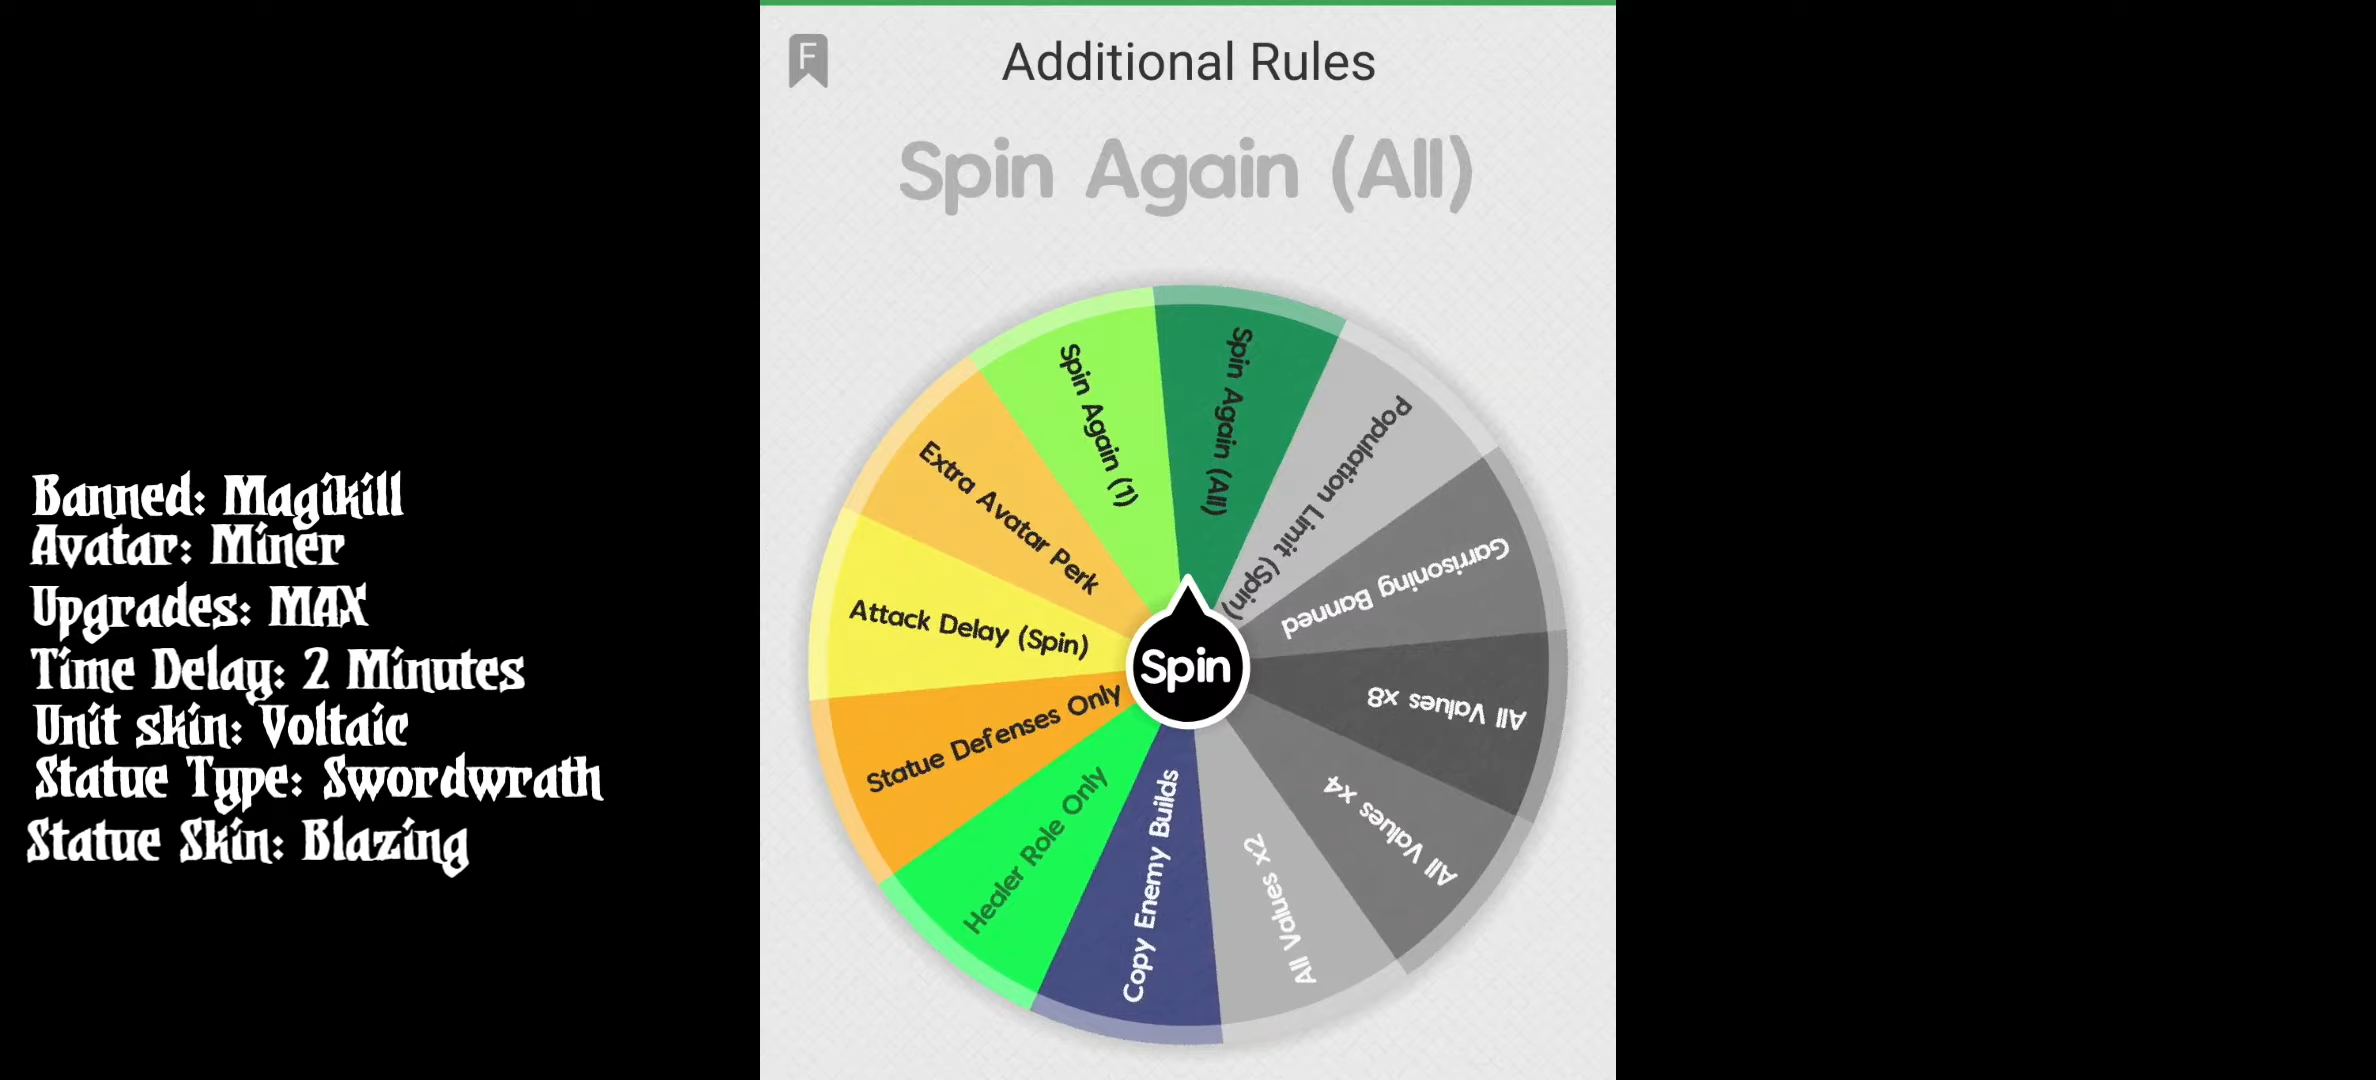 F
Additional Rules
Spin Again (All)
Spin Again (All)
Population Limit (Spin)
Garrisoning Banned
All Values x8
All Values x4
All Values x2
Copy Enemy Builds
Healer Role Only
Statue Defenses Only
Attack Delay (Spin)
Extra Avatar Perk
Spin Again (1)
Spin
Banned: Magikill
Avatar: Miner
Upgrades: MAX
Time Delay: 2 Minutes
Unit skin: Voltaic
Statue Type: Swordwrath
Statue Skin: Blazing